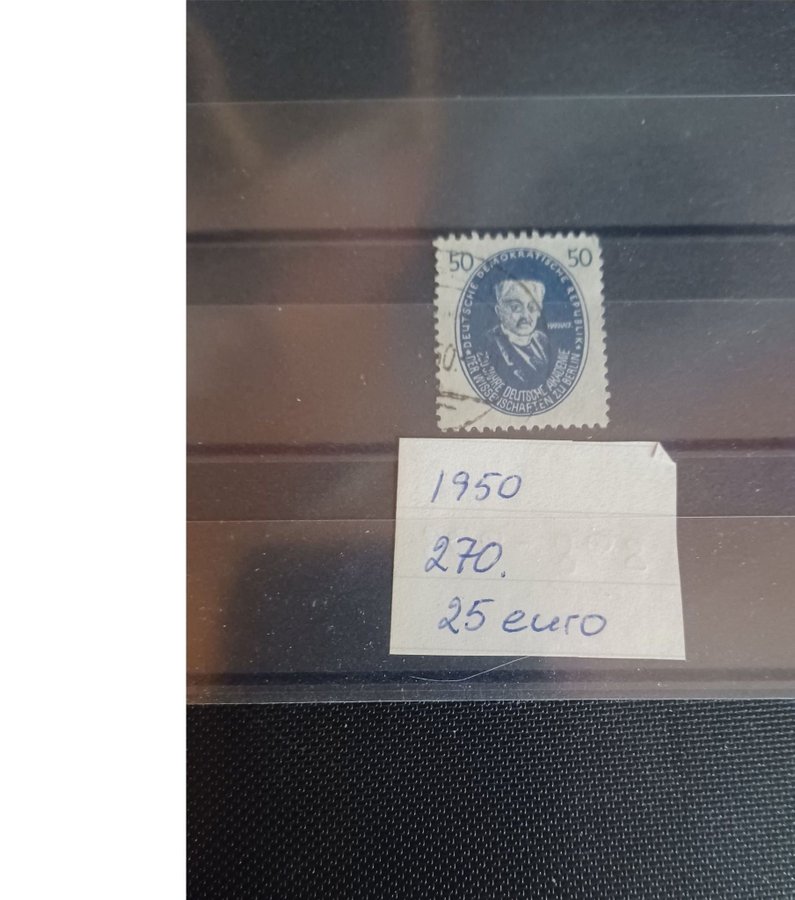 50 50
DEUTSCHE DEMOKRATISCHE REPUBLIK
HARNACK
250 JAHRE DEUTSCHE AKADEMIE
DER WISSENSCHAFTEN ZU BERLIN
1950
270.
25 euro